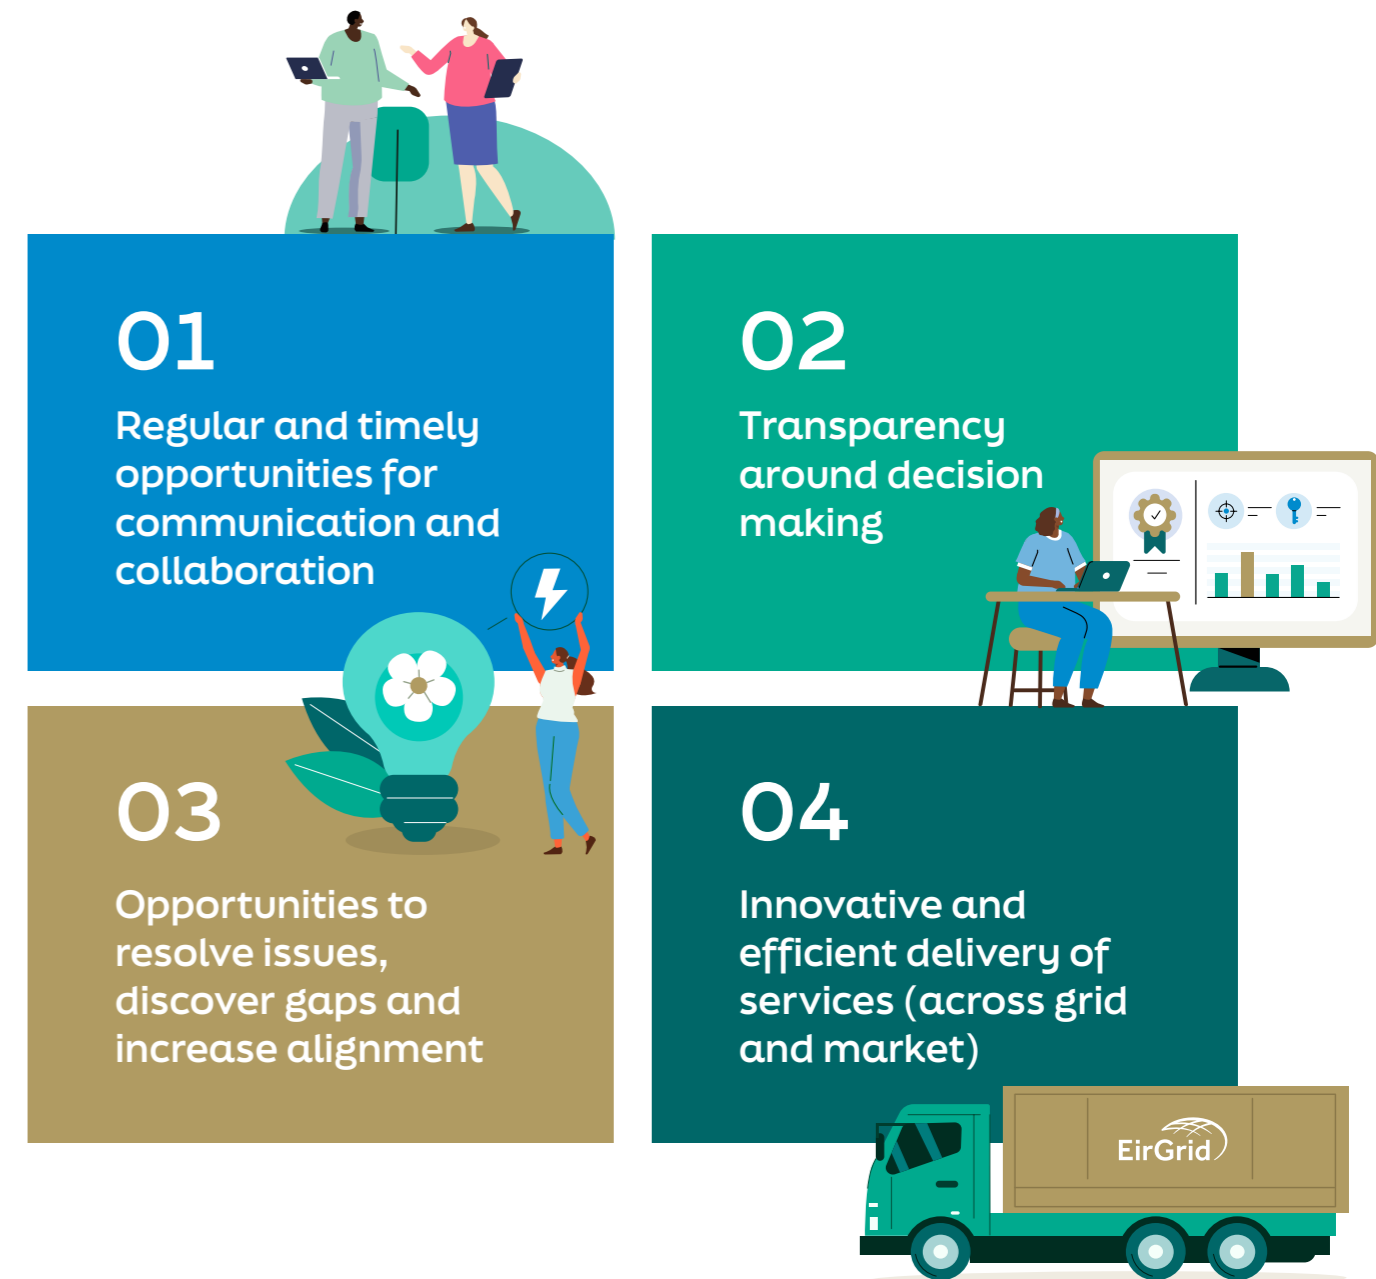 01
Regular and timely
opportunities for
communication and
collaboration
02
Transparency
around decision
making
03
Opportunities to
resolve issues,
discover gaps and
increase alignment
04
Innovative and
efficient delivery of
services (across grid
and market)
EirGrid